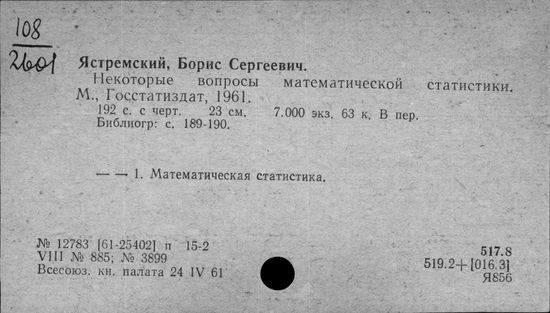 108
2601
Ястремский, Борис Сергеевич.
Некоторые вопросы математической статистики.
М., Госстатиздат, 1961.
192 с. с черт. 23 см. 7.000 экз. 63 к. В пер.
Библиогр: с. 189-190.
— → 1. Математическая статистика.
№ 12783 [61-25402] п 15-2
VIII № 885; № 3899
Всесоюз. кн. палата 24 IV 61
517.8
519.2+[016.3]
Я856